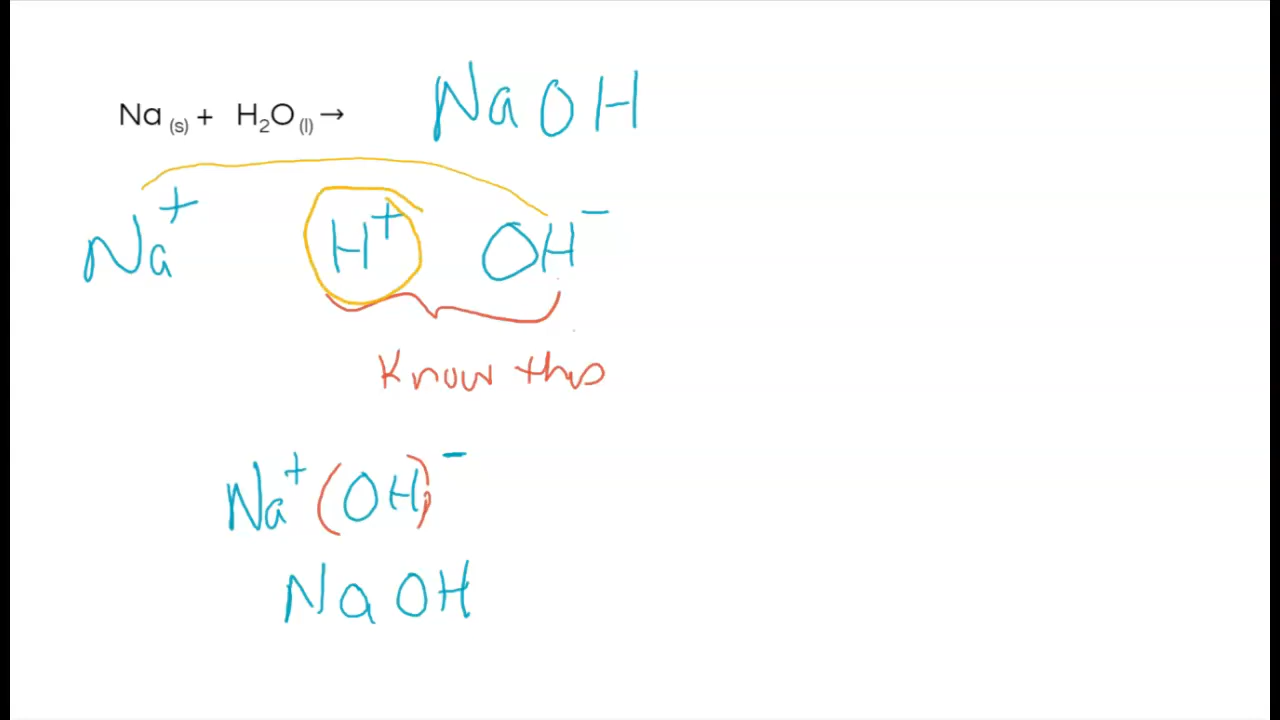 Na (s) + H₂O (l) → NaOH
Na⁺ H⁺ OH⁻
Know this
Na⁺(OH)⁻
NaOH